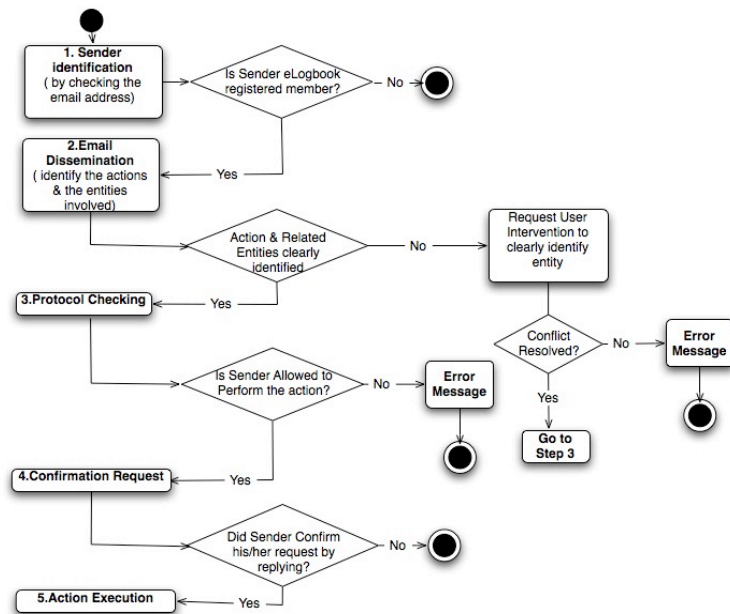 1. Sender
identification
( by checking the
email address)
Is Sender eLogbook
registered member?
No
Yes
2.Email
Dissemination
( identify the actions
& the entities
involved)
Action & Related
Entities clearly
identified
No
Request User
Intervention to
clearly identify
entity
Yes
3.Protocol Checking
Conflict
Resolved?
No
Error
Message
Yes
Go to
Step 3
Is Sender Allowed to
Perform the action?
No
Error
Message
Yes
4.Confirmation Request
Did Sender Confirm
his/her request by
replying?
No
Yes
5.Action Execution